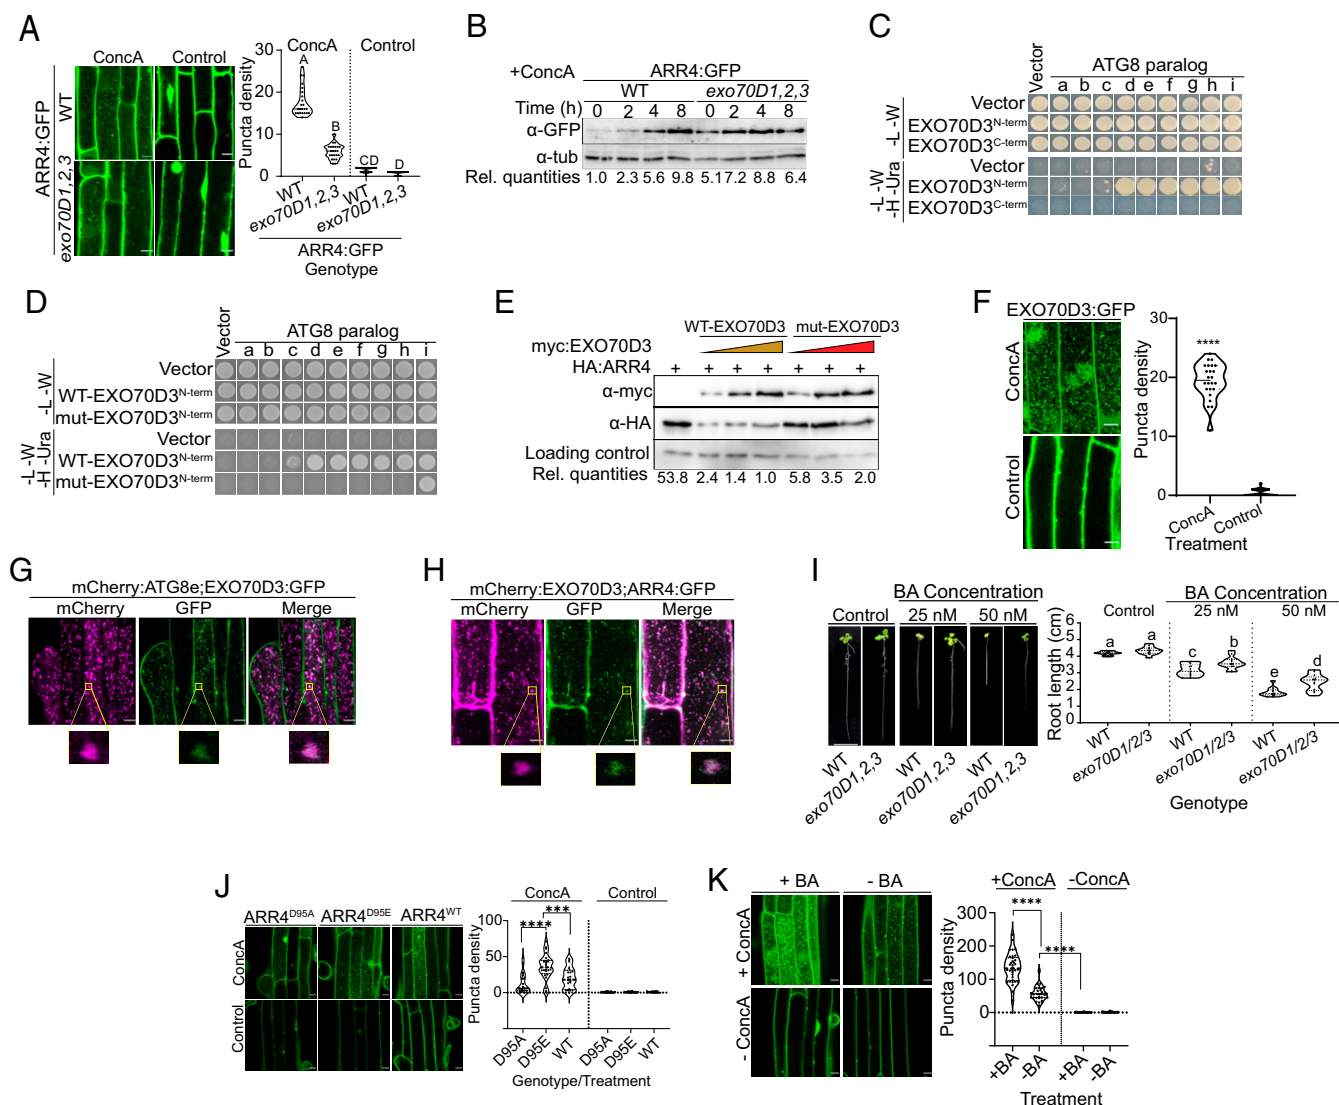 A
ConcA Control
ARR4:GFP
WT
exo70D1,2,3
Puncta density
30
20
10
0
ConcA Control
A
B
CD
D
WT
exo70D1,2,3
WT
exo70D1,2,3
ARR4:GFP
Genotype
B
+ConcA ARR4:GFP
WT exo70D1,2,3
Time (h) 0 2 4 8 0 2 4 8
α-GFP
α-tub
Rel. quantities 1.0 2.3 5.6 9.8 5.1 7.2 8.8 6.4
C
Vector
ATG8 paralog
a b c d e f g h i
-L -W
Vector
EXO70D3N-term
EXO70D3C-term
-L -W
-H -Ura
Vector
EXO70D3N-term
EXO70D3C-term
D
Vector
ATG8 paralog
a b c d e f g h i
-L -W
Vector
WT-EXO70D3N-term
mut-EXO70D3N-term
-L -W
-H -Ura
Vector
WT-EXO70D3N-term
mut-EXO70D3N-term
E
WT-EXO70D3 mut-EXO70D3
myc:EXO70D3
HA:ARR4 + + + + + + +
α-myc
α-HA
Loading control
Rel. quantities 53.8 2.4 1.4 1.0 5.8 3.5 2.0
F
EXO70D3:GFP
ConcA
Control
Puncta density
30
20
10
0
****
ConcA
Control
Treatment
G
mCherry:ATG8e;EXO70D3:GFP
mCherry GFP Merge
H
mCherry:EXO70D3;ARR4:GFP
mCherry GFP Merge
I
BA Concentration
Control 25 nM 50 nM
WT
exo70D1,2,3
WT
exo70D1,2,3
WT
exo70D1,2,3
BA Concentration
Control 25 nM 50 nM
Root length (cm)
6
5
4
3
2
1
0
a a c b e d
WT
exo70D1/2/3
WT
exo70D1/2/3
WT
exo70D1/2/3
Genotype
J
ARR4D95A ARR4D95E ARR4WT
ConcA
Control
Puncta density
100
50
0
ConcA Control
**** ***
D95A
D95E
WT
D95A
D95E
WT
Genotype/Treatment
K
+ BA - BA
+ ConcA
- ConcA
Puncta density
300
200
100
0
+ConcA -ConcA
****
****
+BA
-BA
+BA
-BA
Treatment